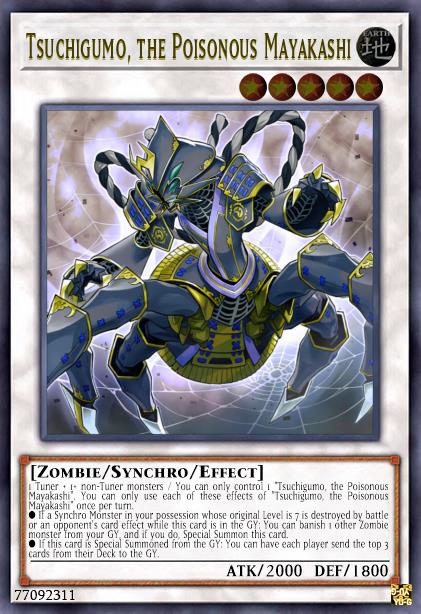 Tsuchigumo, the Poisonous Mayakashi
EARTH
地
[Zombie/Synchro/Effect]
1 Tuner + 1+ non-Tuner monsters / You can only control 1 "Tsuchigumo, the Poisonous
Mayakashi". You can only use each of these effects of "Tsuchigumo, the Poisonous
Mayakashi" once per turn.
● If a Synchro Monster in your possession whose original Level is 7 is destroyed by battle
or an opponent's card effect while this card is in the GY: You can banish 1 other Zombie
monster from your GY, and if you do, Special Summon this card.
● If this card is Special Summoned from the GY: You can have each player send the top 3
cards from their Deck to the GY.
ATK/2000 DEF/1800
77092311